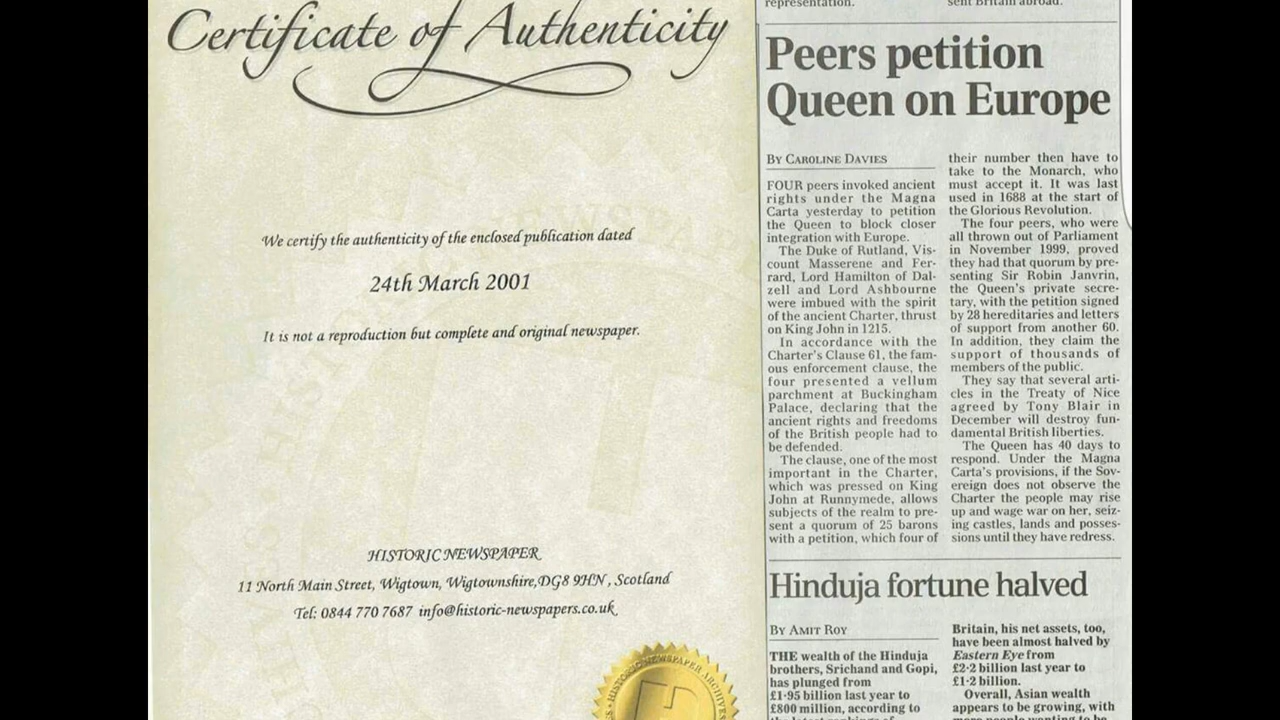 Certificate of Authenticity
We certify the authenticity of the enclosed publication dated
24th March 2001
It is not a reproduction but complete and original newspaper.
HISTORIC NEWSPAPER
11 North Main Street, Wigtown, Wigtownshire,DG8 9HN, Scotland
Tel: 0844 770 7687 info@historic-newspapers.co.uk
HISTORIC NEWSPAPER ARCHIVES
representation.
sent Britain abroad.
Peers petition
Queen on Europe
BY CAROLINE DAVIES
FOUR peers invoked ancient
rights under the Magna
Carta yesterday to petition
the Queen to block closer
integration with Europe.
The Duke of Rutland, Vis-
count Masserene and Fer-
rard, Lord Hamilton of Dal-
zell and Lord Ashbourne
were imbued with the spirit
of the ancient Charter, thrust
on King John in 1215.
In accordance with the
Charter's Clause 61, the fam-
ous enforcement clause, the
four presented a vellum
parchment at Buckingham
Palace, declaring that the
ancient rights and freedoms
of the British people had to
be defended.
The clause, one of the most
important in the Charter,
which was pressed on King
John at Runnymede, allows
subjects of the realm to pre-
sent a quorum of 25 barons
with a petition, which four of
their number then have to
take to the Monarch, who
must accept it. It was last
used in 1688 at the start of
the Glorious Revolution.
The four peers, who were
all thrown out of Parliament
in November 1999, proved
they had that quorum by pre-
senting Sir Robin Janvrin,
the Queen's private secre-
tary, with the petition signed
by 28 hereditaries and letters
of support from another 60.
In addition, they claim the
support of thousands of
members of the public.
They say that several arti-
cles in the Treaty of Nice
agreed by Tony Blair in
December will destroy fun-
damental British liberties.
The Queen has 40 days to
respond. Under the Magna
Carta's provisions, if the Sov-
ereign does not observe the
Charter the people may rise
up and wage war on her, seiz-
ing castles, lands and posses-
sions until they have redress.
Hinduja fortune halved
BY AMIT ROY
THE wealth of the Hinduja
brothers, Srichand and Gopi,
has plunged from
£1·95 billion last year to
£800 million, according to
Britain, his net assets, too,
have been almost halved by
Eastern Eye from
£2·2 billion last year to
£1·2 billion.
Overall, Asian wealth
appears to be growing, with